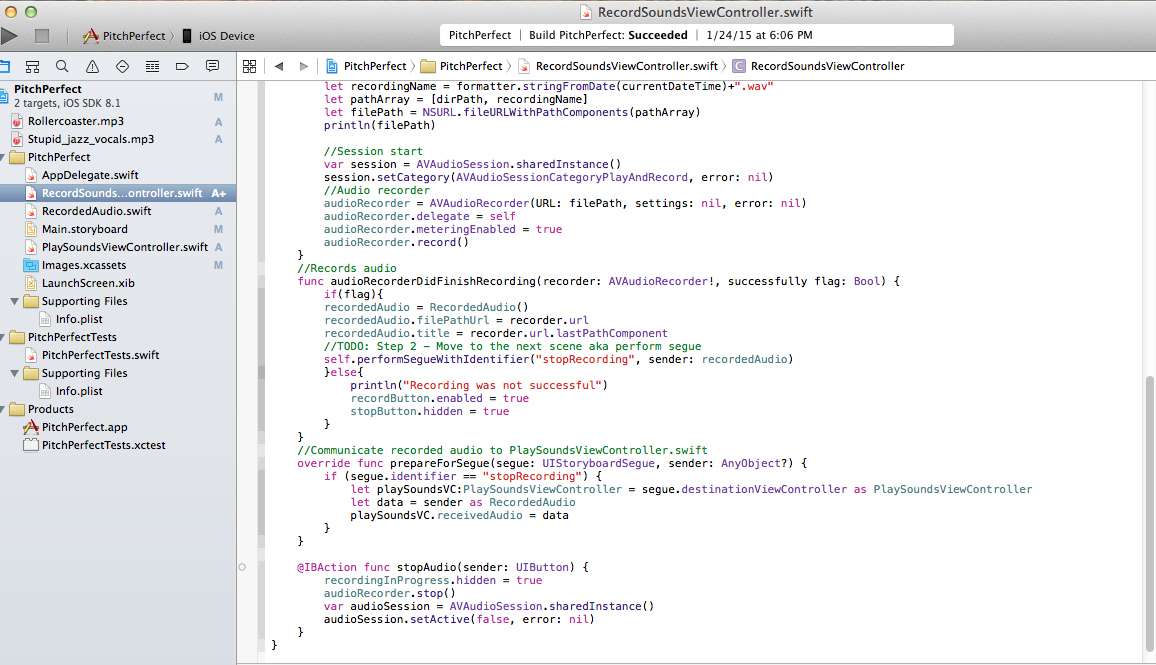 RecordSoundsViewController.swift
PitchPerfect iOS Device
PitchPerfect | Build PitchPerfect: Succeeded | 1/24/15 at 6:06 PM
PitchPerfect PitchPerfect RecordSoundsViewController.swift C RecordSoundsViewController
PitchPerfect M
2 targets, iOS SDK 8.1
Rollercoaster.mp3 A
Stupid_jazz_vocals.mp3 A
PitchPerfect
AppDelegate.swift
RecordSounds...ontroller.swift A+
RecordedAudio.swift A
Main.storyboard M
PlaySoundsViewController.swift A
Images.xcassets M
LaunchScreen.xib
Supporting Files
Info.plist
PitchPerfectTests
PitchPerfectTests.swift
Supporting Files
Info.plist
Products
PitchPerfect.app
PitchPerfectTests.xctest
let recordingName = formatter.stringFromDate(currentDateTime)+".wav"
let pathArray = [dirPath, recordingName]
let filePath = NSURL.fileURLWithPathComponents(pathArray)
println(filePath)
//Session start
var session = AVAudioSession.sharedInstance()
session.setCategory(AVAudioSessionCategoryPlayAndRecord, error: nil)
//Audio recorder
audioRecorder = AVAudioRecorder(URL: filePath, settings: nil, error: nil)
audioRecorder.delegate = self
audioRecorder.meteringEnabled = true
audioRecorder.record()
}
//Records audio
func audioRecorderDidFinishRecording(recorder: AVAudioRecorder!, successfully flag: Bool) {
if(flag){
recordedAudio = RecordedAudio()
recordedAudio.filePathUrl = recorder.url
recordedAudio.title = recorder.url.lastPathComponent
//TODO: Step 2 - Move to the next scene aka perform segue
self.performSegueWithIdentifier("stopRecording", sender: recordedAudio)
}else{
println("Recording was not successful")
recordButton.enabled = true
stopButton.hidden = true
}
}
//Communicate recorded audio to PlaySoundsViewController.swift
override func prepareForSegue(segue: UIStoryboardSegue, sender: AnyObject?) {
if (segue.identifier == "stopRecording") {
let playSoundsVC:PlaySoundsViewController = segue.destinationViewController as PlaySoundsViewController
let data = sender as RecordedAudio
playSoundsVC.receivedAudio = data
}
}
@IBAction func stopAudio(sender: UIButton) {
recordingInProgress.hidden = true
audioRecorder.stop()
var audioSession = AVAudioSession.sharedInstance()
audioSession.setActive(false, error: nil)
}
}